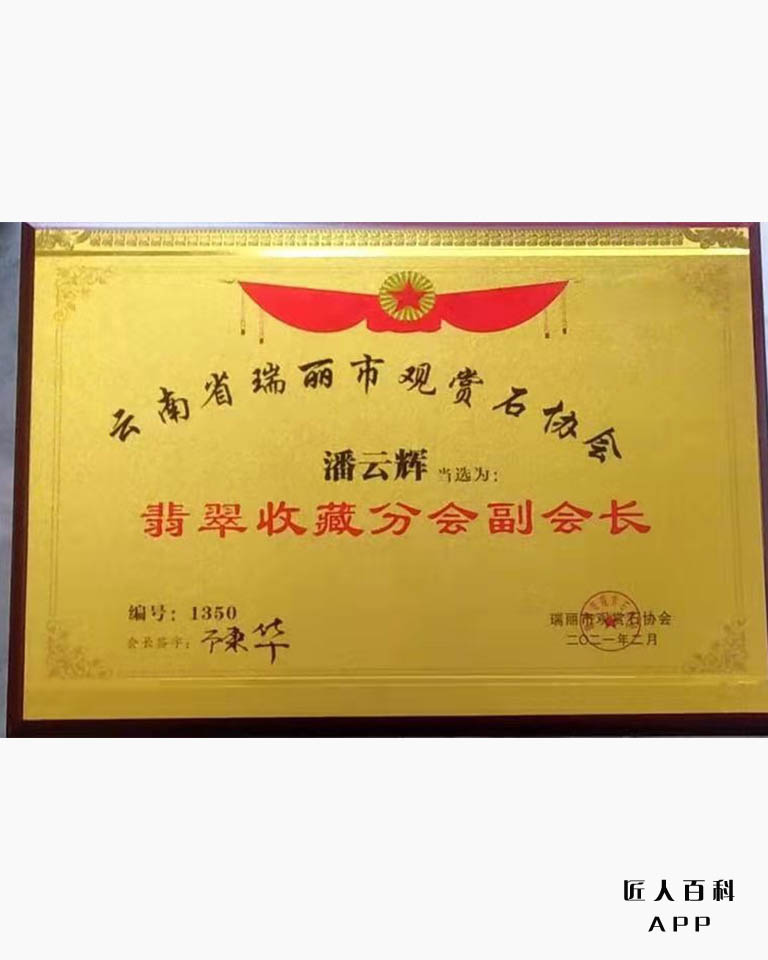 云南省瑞丽市观赏石协会
潘云辉 当选为：
翡翠收藏分会副会长
编号：1350
会长签字：
瑞丽市观赏石协会
二〇二一年二月
匠人百科
APP